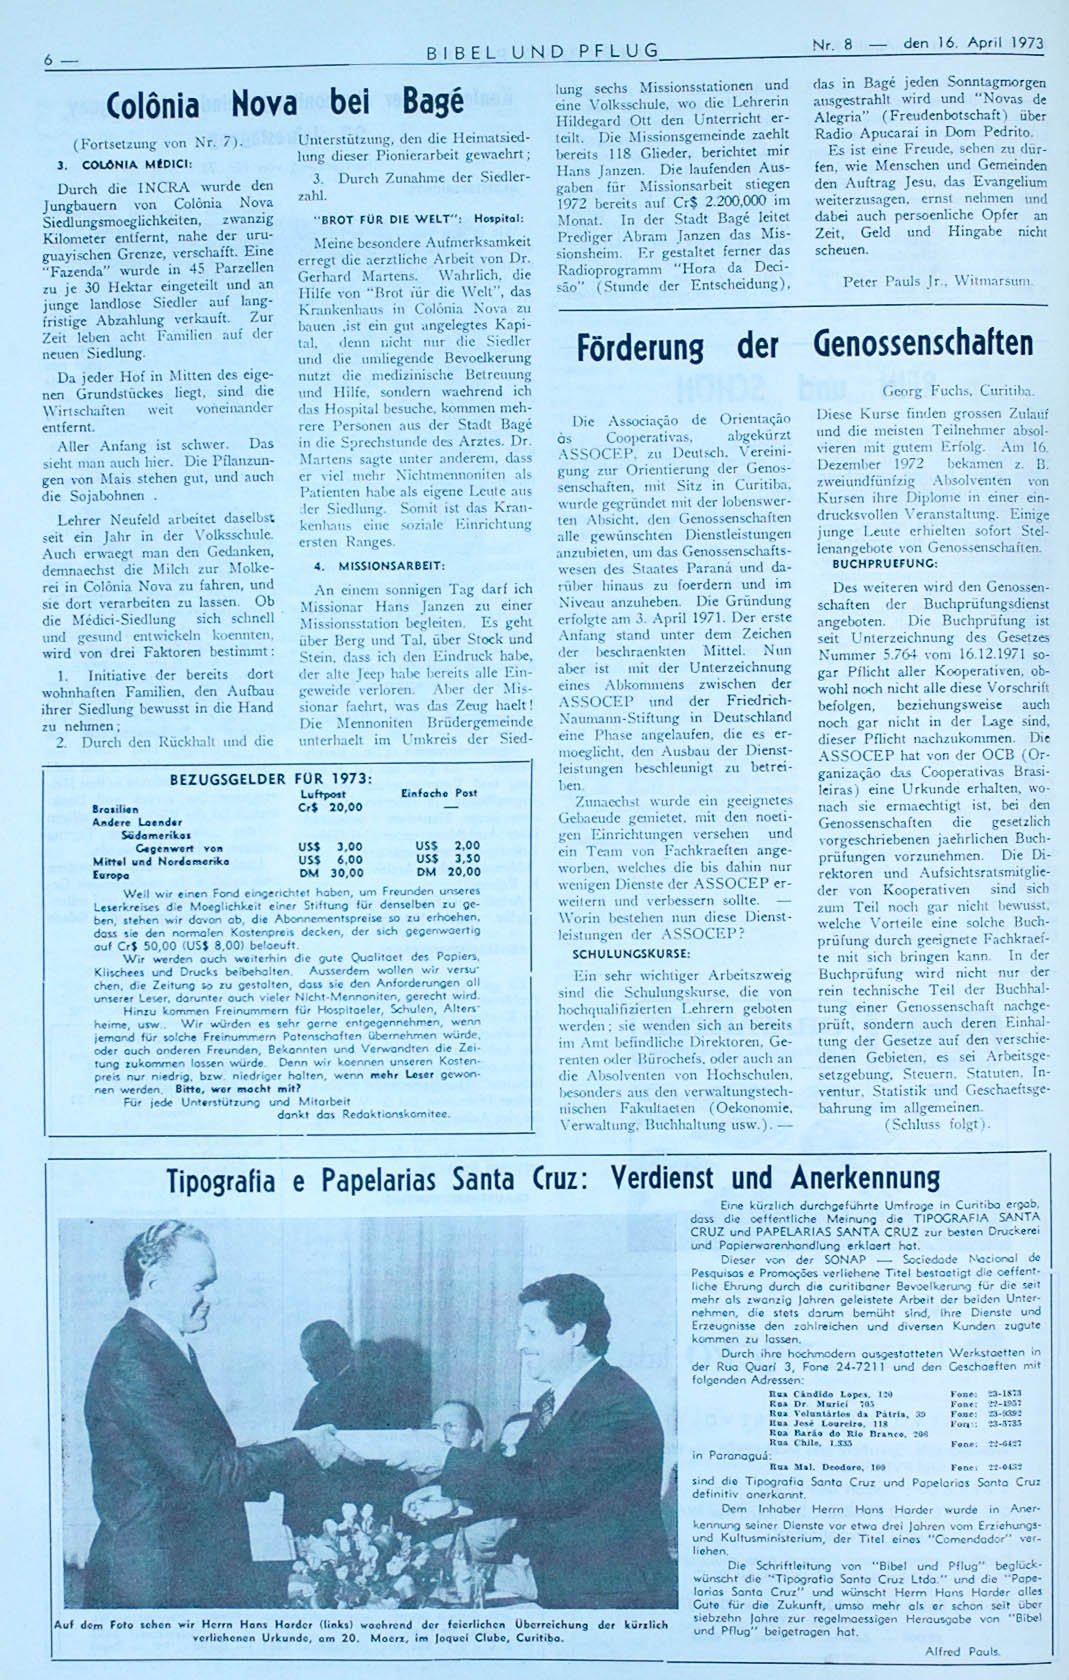 6 —
BIBEL UND PFLUG
Nr. 8 — den 16. April 1973
Colônia Nova bei Bagé
(Fortsetzung von Nr. 7).
3. COLÔNIA MÉDICI:
Durch die INCRA wurde den
Jungbauern von Colônia Nova
Siedlungsmoeglichkeiten, zwanzig
Kilometer entfernt, nahe der uru-
guayischen Grenze, verschafft. Eine
"Fazenda" wurde in 45 Parzellen
zu je 30 Hektar eingeteilt und an
junge landlose Siedler auf lang-
fristige Abzahlung verkauft. Zur
Zeit leben acht Familien auf der
neuen Siedlung.
Da jeder Hof in Mitten des eige-
nen Grundstückes liegt, sind die
Wirtschaften weit voneinander
entfernt.
Aller Anfang ist schwer. Das
sieht man auch hier. Die Pflanzun-
gen von Mais stehen gut, und auch
die Sojabohnen .
Lehrer Neufeld arbeitet daselbst
seit ein Jahr in der Volksschule.
Auch erwaegt man den Gedanken,
demnaechst die Milch zur Molke-
rei in Colônia Nova zu fahren, und
sie dort verarbeiten zu lassen. Ob
die Médici-Siedlung sich schnell
und gesund entwickeln koennten,
wird von drei Faktoren bestimmt:
1. Initiative der bereits dort
wohnhaften Familien, den Aufbau
ihrer Siedlung bewusst in die Hand
zu nehmen;
2. Durch den Rückhalt und die
Unterstützung, den die Heimatsied-
lung dieser Pionierarbeit gewaehrt;
3. Durch Zunahme der Siedler-
zahl.
"BROT FÜR DIE WELT": Hospital:
Meine besondere Aufmerksamkeit
erregt die aerztliche Arbeit von Dr.
Gerhard Martens. Wahrlich, die
Hilfe von "Brot für die Welt", das
Krankenhaus in Colônia Nova zu
bauen ,ist ein gut angelegtes Kapi-
tal, denn nicht nur die Siedler
und die umliegende Bevoelkerung
nutzt die medizinische Betreuung
und Hilfe, sondern waehrend ich
das Hospital besuche, kommen meh-
rere Personen aus der Stadt Bagé
in die Sprechstunde des Arztes. Dr.
Martens sagte unter anderem, dass
er viel mehr Nichtmennoniten als
Patienten habe als eigene Leute aus
der Siedlung. Somit ist das Kran-
kenhaus eine soziale Einrichtung
ersten Ranges.
4. MISSIONSARBEIT:
An einem sonnigen Tag darf ich
Missionar Hans Janzen zu einer
Missionsstation begleiten. Es geht
über Berg und Tal, über Stock und
Stein, dass ich den Eindruck habe,
der alte Jeep habe bereits alle Ein-
geweide verloren. Aber der Mis-
sionar faehrt, was das Zeug haelt!
Die Mennoniten Brüdergemeinde
unterhaelt im Umkreis der Sied-
lung sechs Missionsstationen und
eine Volksschule, wo die Lehrerin
Hildegard Ott den Unterricht er-
teilt. Die Missionsgemeinde zaehlt
bereits 118 Glieder, berichtet mir
Hans Janzen. Die laufenden Aus-
gaben für Missionsarbeit stiegen
1972 bereits auf Cr$ 2.200,000 im
Monat. In der Stadt Bagé leitet
Prediger Abram Janzen das Mis-
sionsheim. Er gestaltet ferner das
Radioprogramm "Hora da Deci-
são" (Stunde der Entscheidung),
das in Bagé jeden Sonntagmorgen
ausgestrahlt wird und "Novas de
Alegria" (Freudenbotschaft) über
Radio Apucarai in Dom Pedrito.
Es ist eine Freude, sehen zu dür-
fen, wie Menschen und Gemeinden
den Auftrag Jesu, das Evangelium
weiterzusagen, ernst nehmen und
dabei auch persoenliche Opfer an
Zeit, Geld und Hingabe nicht
scheuen.
Peter Pauls Jr., Witmarsum.
BEZUGSGELDER FÜR 1973:
Luftpost Einfache Post
Brasilien Cr$ 20,00 —
Andere Laender
Südamerikas
Gegenwert von US$ 3,00 US$ 2,00
Mittel und Nordamerika US$ 6,00 US$ 3,50
Europa DM 30,00 DM 20,00
Weil wir einen Fond eingerichtet haben, um Freunden unseres
Leserkreises die Moeglichkeit einer Stiftung für denselben zu ge-
ben, stehen wir davon ab, die Abonnementspreise so zu erhoehen,
dass sie den normalen Kostenpreis decken, der sich gegenwaertig
auf Cr$ 50,00 (US$ 8,00) belaeuft.
Wir werden auch weiterhin die gute Qualitaet des Papiers,
Klischees und Drucks beibehalten. Ausserdem wollen wir versu-
chen, die Zeitung so zu gestalten, dass sie den Anforderungen all
unserer Leser, darunter auch vieler Nicht-Mennoniten, gerecht wird.
Hinzu kommen Freinummern für Hospitaeler, Schulen, Alters-
heime, usw.. Wir würden es sehr gerne entgegennehmen, wenn
jemand für solche Freinummern Patenschaften übernehmen würde,
oder auch anderen Freunden, Bekannten und Verwandten die Zei-
tung zukommen lassen würde. Denn wir koennen unseren Kosten-
preis nur niedrig, bzw. niedriger halten, wenn mehr Leser gewon-
nen werden. Bitte, wer macht mit?
Für jede Unterstützung und Mitarbeit
dankt das Redaktionskomitee.
Förderung der Genossenschaften
Georg Fuchs, Curitiba.
Die Associação de Orientação
às Cooperativas, abgekürzt
ASSOCEP, zu Deutsch, Vereini-
gung zur Orientierung der Genos-
senschaften, mit Sitz in Curitiba,
wurde gegründet mit der lobenswer-
ten Absicht, den Genossenschaften
alle gewünschten Dienstleistungen
anzubieten, um das Genossenschafts-
wesen des Staates Paraná und da-
rüber hinaus zu foerdern und im
Niveau anzuheben. Die Gründung
erfolgte am 3. April 1971. Der erste
Anfang stand unter dem Zeichen
der beschraenkten Mittel. Nun
aber ist mit der Unterzeichnung
eines Abkommens zwischen der
ASSOCEP und der Friedrich-
Naumann-Stiftung in Deutschland
eine Phase angelaufen, die es er-
moeglicht, den Ausbau der Dienst-
leistungen beschleunigt zu betrei-
ben.
Zunaechst wurde ein geeignetes
Gebaeude gemietet, mit den noeti-
gen Einrichtungen versehen und
ein Team von Fachkraeften ange-
worben, welches die bis dahin nur
wenigen Dienste der ASSOCEP er-
weitern und verbessern sollte. —
Worin bestehen nun diese Dienst-
leistungen der ASSOCEP?
SCHULUNGSKURSE:
Ein sehr wichtiger Arbeitszweig
sind die Schulungskurse, die von
hochqualifizierten Lehrern geboten
werden; sie wenden sich an bereits
im Amt befindliche Direktoren, Ge-
renten oder Bürochefs, oder auch an
die Absolventen von Hochschulen,
besonders aus den verwaltungstech-
nischen Fakultaeten (Oekonomie,
Verwaltung, Buchhaltung usw.). —
Diese Kurse finden grossen Zulauf
und die meisten Teilnehmer absol-
vieren mit gutem Erfolg. Am 16.
Dezember 1972 bekamen z. B.
zweiundfünfzig Absolventen von
Kursen ihre Diplome in einer ein-
drucksvollen Veranstaltung. Einige
junge Leute erhielten sofort Stel-
lenangebote von Genossenschaften.
BUCHPRUEFUNG:
Des weiteren wird den Genossen-
schaften der Buchprüfungsdienst
angeboten. Die Buchprüfung ist
seit Unterzeichnung des Gesetzes
Nummer 5.764 vom 16.12.1971 so-
gar Pflicht aller Kooperativen, ob-
wohl noch nicht alle diese Vorschrift
befolgen, beziehungsweise auch
noch gar nicht in der Lage sind,
dieser Pflicht nachzukommen. Die
ASSOCEP hat von der OCB (Or-
ganização das Cooperativas Brasi-
leiras) eine Urkunde erhalten, wo-
nach sie ermaechtigt ist, bei den
Genossenschaften die gesetzlich
vorgeschriebenen jaehrlichen Buch-
prüfungen vorzunehmen. Die Di-
rektoren und Aufsichtsratsmitglie-
der von Kooperativen sind sich
zum Teil noch gar nicht bewusst,
welche Vorteile eine solche Buch-
prüfung durch geeignete Fachkraef-
te mit sich bringen kann. In der
Buchprüfung wird nicht nur der
rein technische Teil der Buchhal-
tung einer Genossenschaft nachge-
prüft, sondern auch deren Einhal-
tung der Gesetze auf den verschie-
denen Gebieten, es sei Arbeitsge-
setzgebung, Steuern, Statuten, In-
ventur, Statistik und Geschaeftsge-
bahrung im allgemeinen.
(Schluss folgt).
Tipografia e Papelarias Santa Cruz: Verdienst und Anerkennung
Auf dem Foto sehen wir Herrn Hans Harder (links) waehrend der feierlichen Überreichung der kürzlich
verliehenen Urkunde, am 20. Maerz, im Joquei Clube, Curitiba.
Eine kürzlich durchgeführte Umfrage in Curitiba ergab,
dass die oeffentliche Meinung die TIPOGRAFIA SANTA
CRUZ und PAPELARIAS SANTA CRUZ zur besten Druckerei
und Papierwarenhandlung erklaert hat.
Dieser von der SONAP — Sociedade Nacional de
Pesquisas e Promoções verliehene Titel bestaetigt die oeffent-
liche Ehrung durch die curitibaner Bevoelkerung für die seit
mehr als zwanzig Jahren geleistete Arbeit der beiden Unter-
nehmen, die stets darum bemüht sind, ihre Dienste und
Erzeugnisse den zahlreichen und diversen Kunden zugute
kommen zu lassen.
Durch ihre hochmodern ausgestatteten Werkstaetten in
der Rua Quari 3, Fone 24-7211 und den Geschaeften mit
folgenden Adressen:
Rua Cândido Lopes, 120 Fone: 23-1873
Rua Dr. Murici 705 Fone: 22-1957
Rua Voluntários da Pátria, 39 Fone: 23-9392
Rua José Loureiro, 118 Fone: 23-5735
Rua Barão do Rio Branco, 206
Rua Chile, 1.335 Fone: 22-6427
in Paranaguá:
Rua Mal. Deodoro, 100 Fone: 22-0432
sind die Tipografia Santa Cruz und Papelarias Santa Cruz
definitiv anerkannt.
Dem Inhaber Herrn Hans Harder wurde in Aner-
kennung seiner Dienste vor etwa drei Jahren vom Erziehungs-
und Kultusministerium, der Titel eines "Comendador" ver-
liehen.
Die Schriftleitung von "Bibel und Pflug" beglück-
wünscht die "Tipografia Santa Cruz Ltda." und die "Pape-
larias Santa Cruz" und wünscht Herrn Hans Harder alles
Gute für die Zukunft, umso mehr als er schon seit über
siebzehn Jahre zur regelmaessigen Herausgabe von "Bibel
und Pflug" beigetragen hat.
Alfred Pauls.